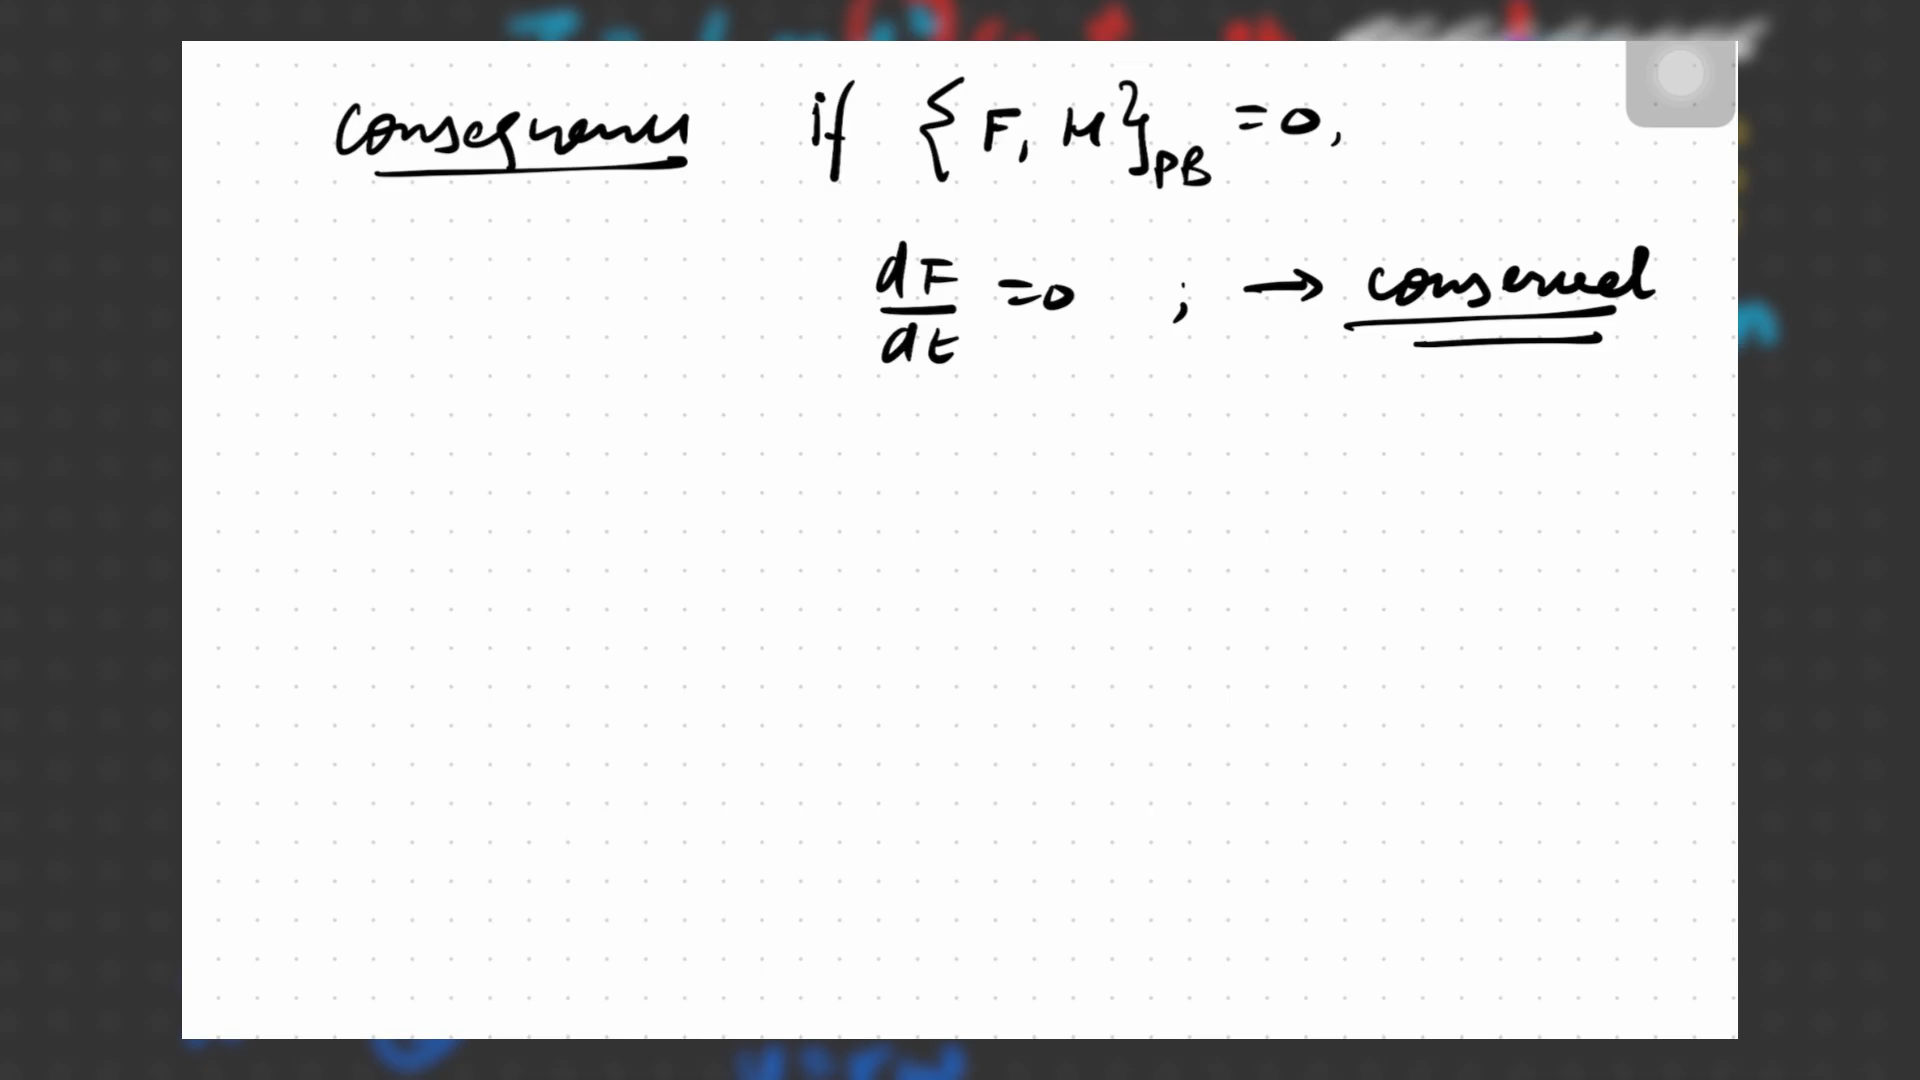 Consequence if {F, H}PB = 0,
dF/dt = 0 ; → conserved